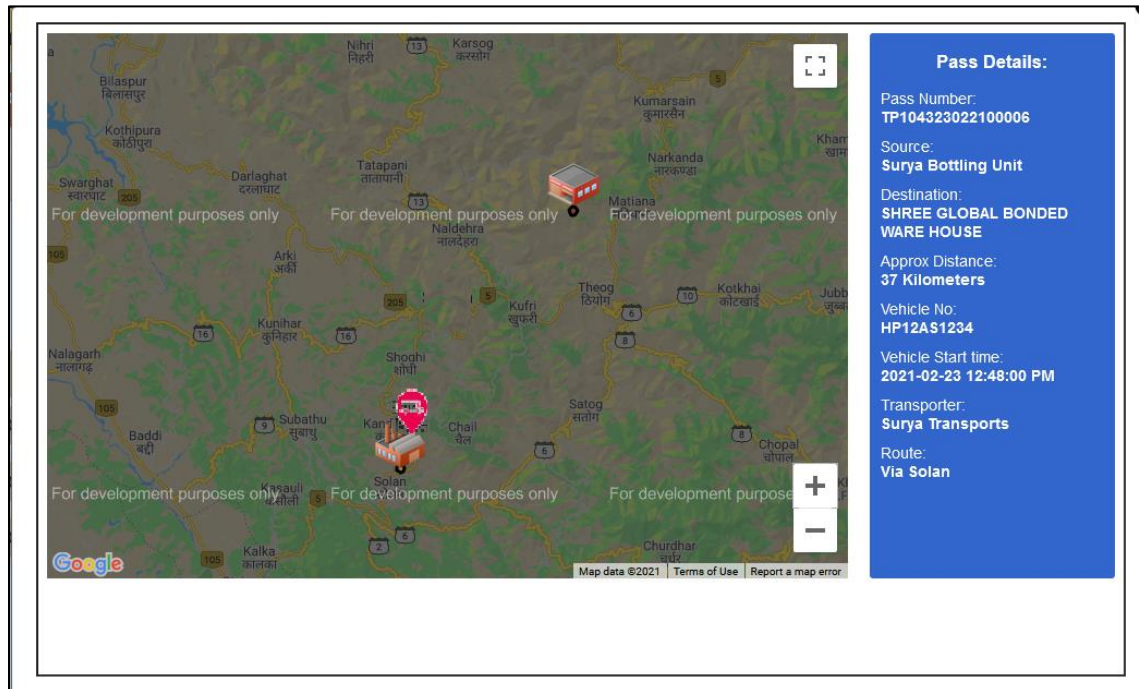 Nihri
निहरी
13
Karsog
करसोग
Bilaspur
बिलासपुर
5
Kumarsain
कुमारसैन
Kothipura
कोठीपुरा
Narkanda
नारकण्डा
Tatapani
तातापानी
Darlaghat
दरलाघाट
Swarghat
स्वारघाट
205
13
Matiana
For development purposes only
For development purposes only
For development purposes only
Naldehra
नालदेहरा
105
Arki
अर्की
205
5
Theog
ठियोग
10
Kotkhai
कोटखाई
Kufri
कुफरी
6
Kunihar
कुनिहार
16
16
8
Nalagarh
नालागढ़
Shoghi
शोघी
105
Satog
सतोग
9
Subathu
सुबाथु
Chail
चैल
8
Baddi
बद्दी
6
Chopal
चोपाल
Solan
For development purposes only
For development purposes only
For development purpose
Kasauli
कसौली
5
2
6
105
Kalka
कालका
Churdhar
चूर्धर
Google
Map data ©2021
Terms of Use
Report a map error
Pass Details:
Pass Number:
TP104323022100006
Source:
Surya Bottling Unit
Destination:
SHREE GLOBAL BONDED
WARE HOUSE
Approx Distance:
37 Kilometers
Vehicle No:
HP12AS1234
Vehicle Start time:
2021-02-23 12:48:00 PM
Transporter:
Surya Transports
Route:
Via Solan